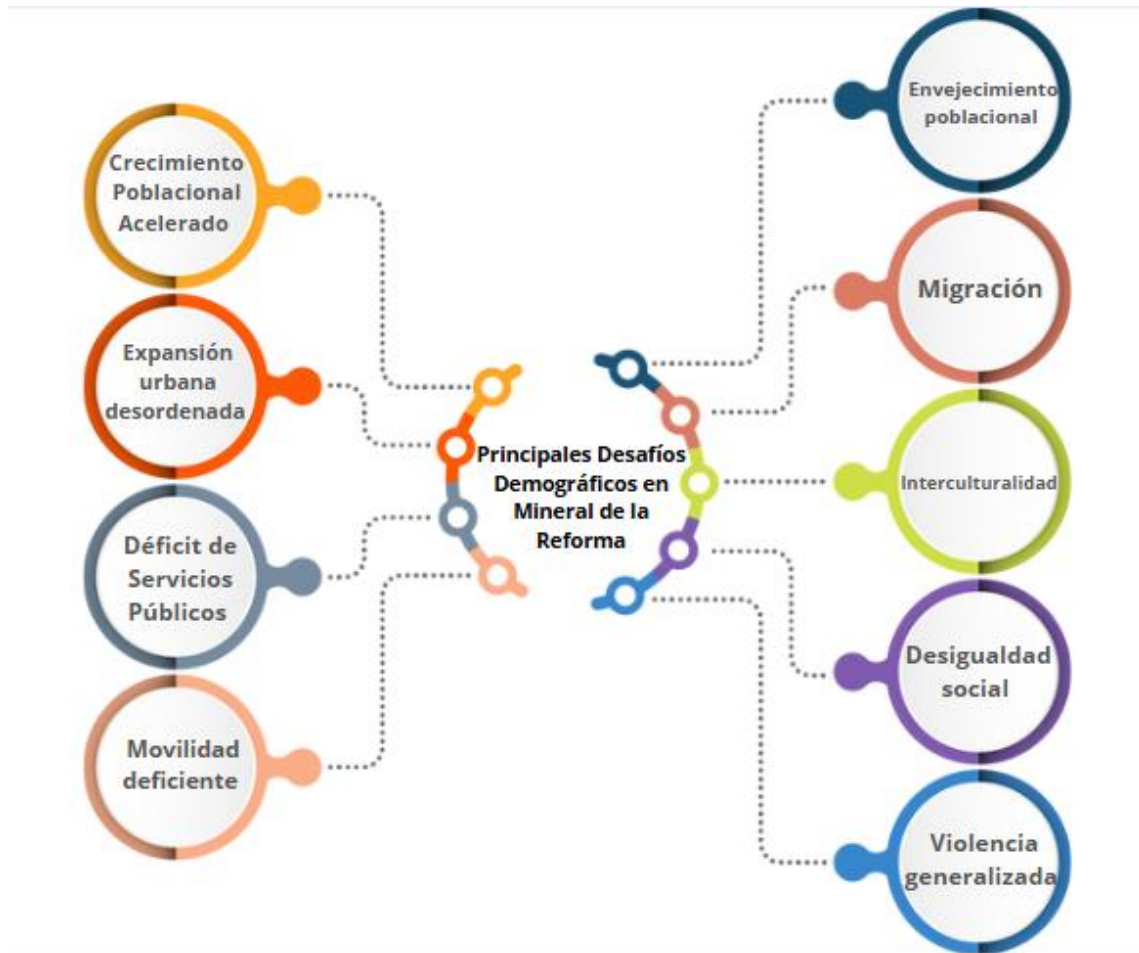 Crecimiento
Poblacional
Acelerado
Expansión
urbana
desordenada
Déficit de
Servicios
Públicos
Movilidad
deficiente
Principales Desafíos
Demográficos en
Mineral de la
Reforma
Envejecimiento
poblacional
Migración
Interculturalidad
Desigualdad
social
Violencia
generalizada